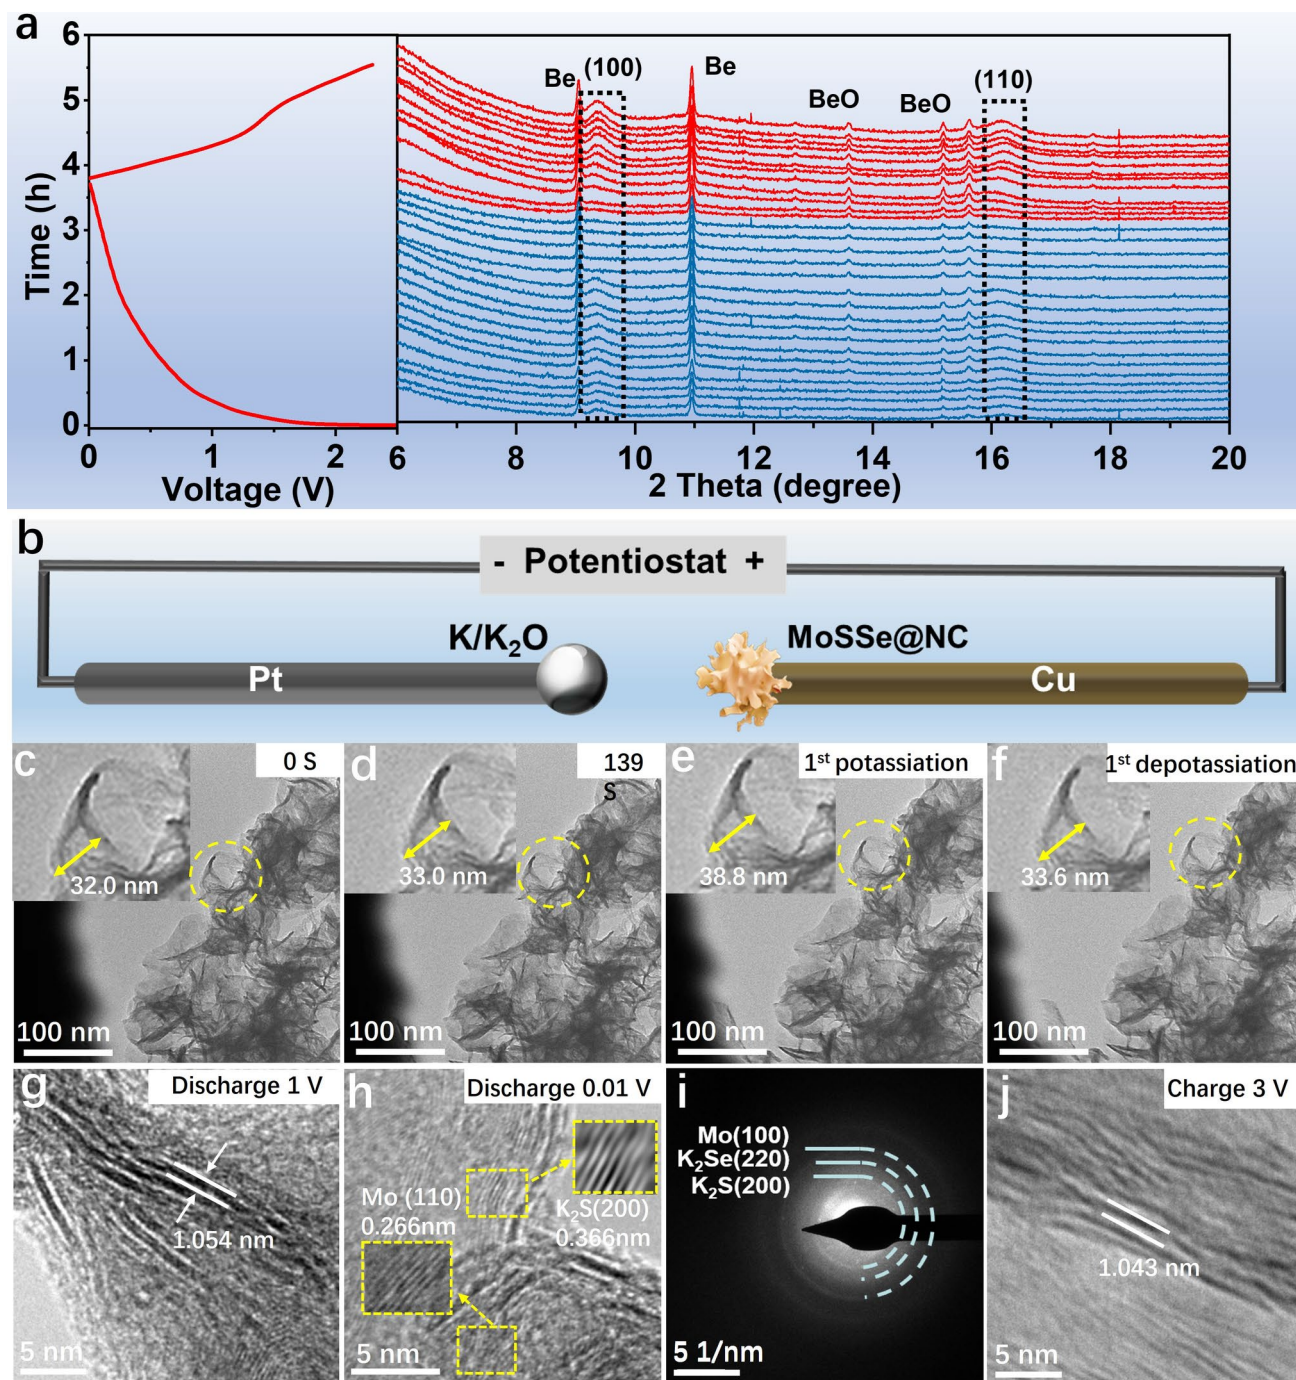 a
6
5
4
3
2
1
0
Time (h)
0 1 2
Voltage (V)
Be (100) Be BeO BeO (110)
6 8 10 12 14 16 18 20
2 Theta (degree)
b
- Potentiostat +
K/K₂O MoSSe@NC
Pt Cu
c
0 S
32.0 nm
100 nm
d
139
S
33.0 nm
100 nm
e
1st potassiation
38.8 nm
100 nm
f
1st depotassiation
33.6 nm
100 nm
g
Discharge 1 V
1.054 nm
5 nm
h
Discharge 0.01 V
Mo (110)
0.266nm
K₂S(200)
0.366nm
5 nm
i
Mo(100)
K₂Se(220)
K₂S(200)
5 1/nm
j
Charge 3 V
1.043 nm
5 nm